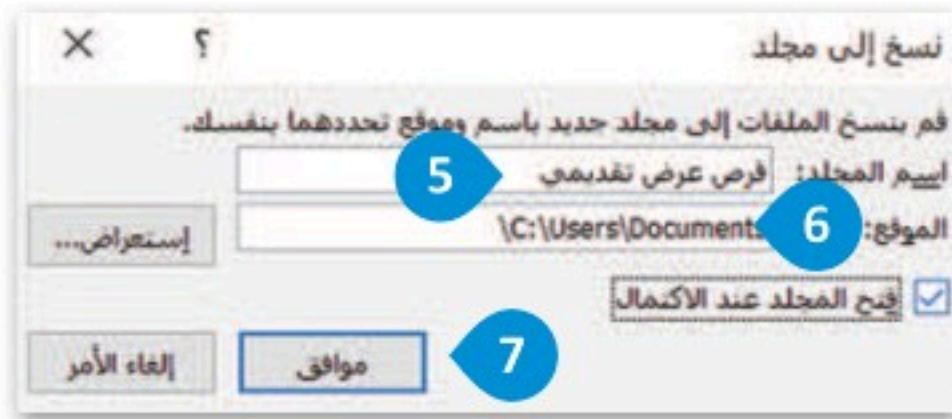 نسخ إلى مجلد ؟ ×
قم بنسخ الملفات إلى مجلد جديد باسم وموقع تحددهما بنفسك.
اسم المجلد: قرص عرض تقديمي 5
الموقع: 6 \C:\Users\Documents إستعراض...
فتح المجلد عند الاكتمال
7 موافق إلغاء الأمر